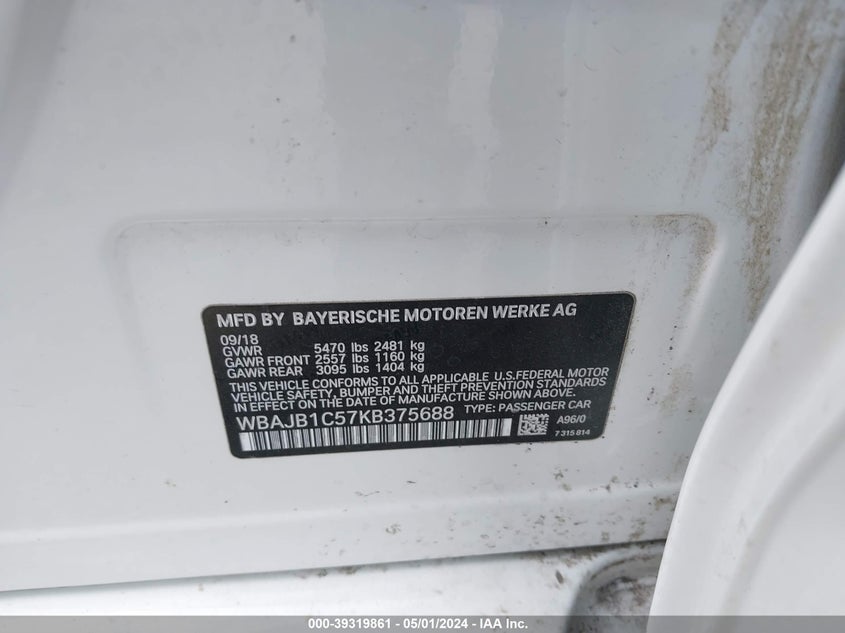 MFD BY BAYERISCHE MOTOREN WERKE AG
09/18
GVWR 5470 lbs 2481 kg
GAWR FRONT 2557 lbs 1160 kg
GAWR REAR 3095 lbs 1404 kg
THIS VEHICLE CONFORMS TO ALL APPLICABLE U.S.FEDERAL MOTOR
VEHICLE SAFETY, BUMPER AND THEFT PREVENTION STANDARDS
IN EFFECT ON THE DATE OF MANUFACTURE SHOWN ABOVE.
WBAJB1C57KB375688 TYPE: PASSENGER CAR
A96/0
7 315 814
000-39319861 - 05/01/2024 - IAA Inc.